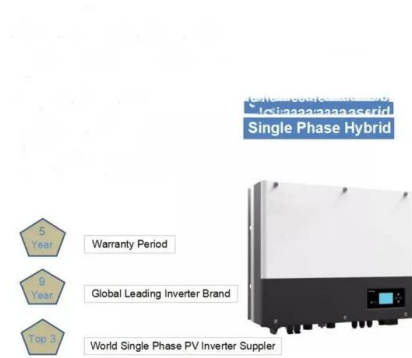 Single Phase Hybrid
5
Year
Warranty Period
9
Year
Global Leading Inverter Brand
Top 3
World Single Phase PV Inverter Suppler